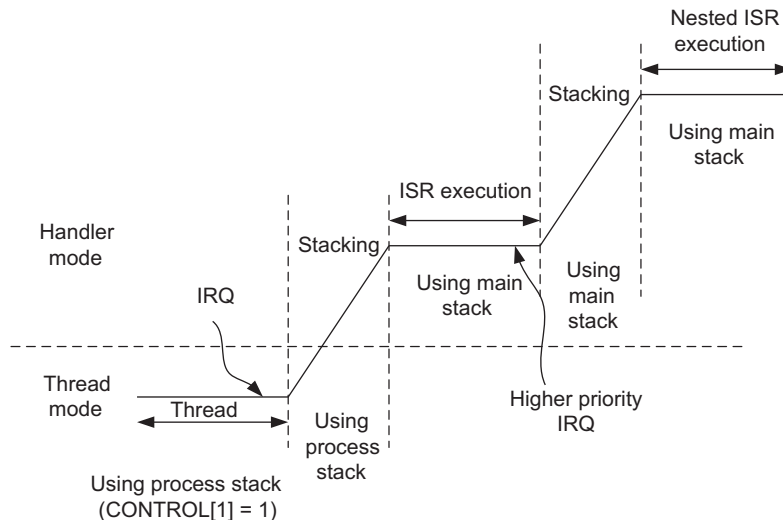 Nested ISR
execution
Stacking
Using main
stack
ISR execution
Handler
mode
Stacking
Using main
stack
Using
main
stack
IRQ
Thread
mode
Thread
Using
process
stack
Higher priority
IRQ
Using process stack
(CONTROL[1] = 1)